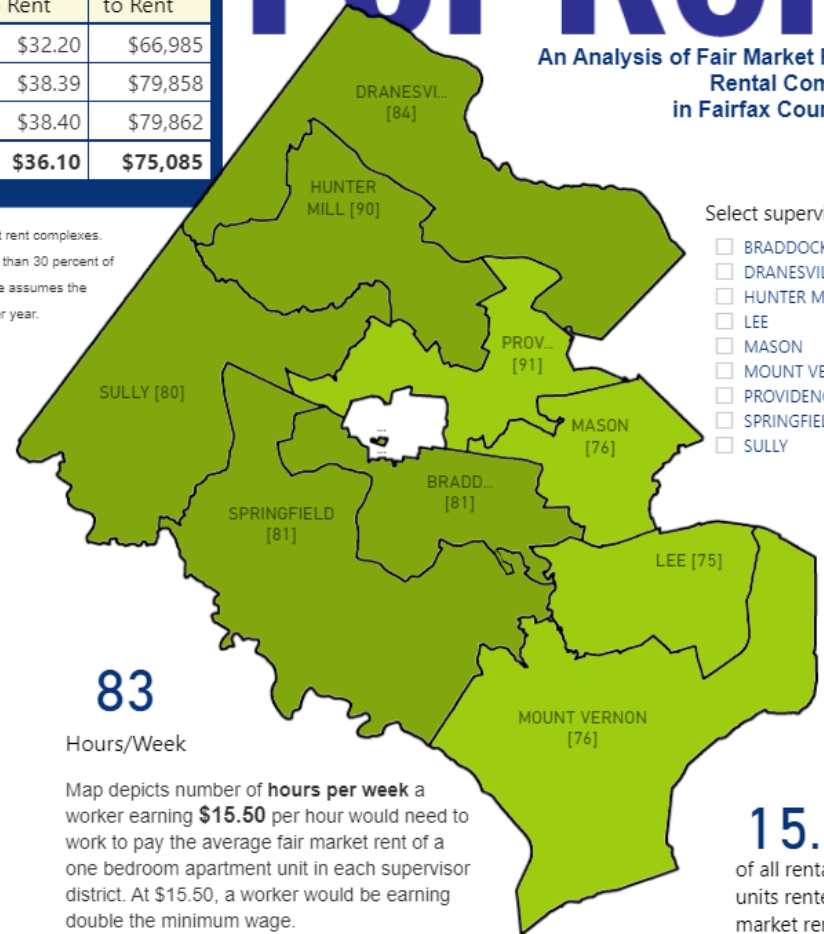 Rent to Rent
$32.20 $66,985
$38.39 $79,858
$38.40 $79,862
$36.10 $75,085
An Analysis of Fair Market
Rental Com
in Fairfax Cour
DRANESVI...
[84]
HUNTER
MILL [90]
rent complexes.
than 30 percent of
assumes the
year.
Select supervi
BRADDOCK
DRANESVIL
HUNTER M
LEE
MASON
MOUNT VE
PROVIDENC
SPRINGFIEL
SULLY
PROV...
[91]
SULLY [80]
MASON
[76]
...
...
BRADD...
[81]
SPRINGFIELD
[81]
LEE [75]
MOUNT VERNON
[76]
83
Hours/Week
Map depicts number of hours per week a
worker earning $15.50 per hour would need to
work to pay the average fair market rent of a
one bedroom apartment unit in each supervisor
district. At $15.50, a worker would be earning
double the minimum wage.
15.
of all renta
units rente
market ren